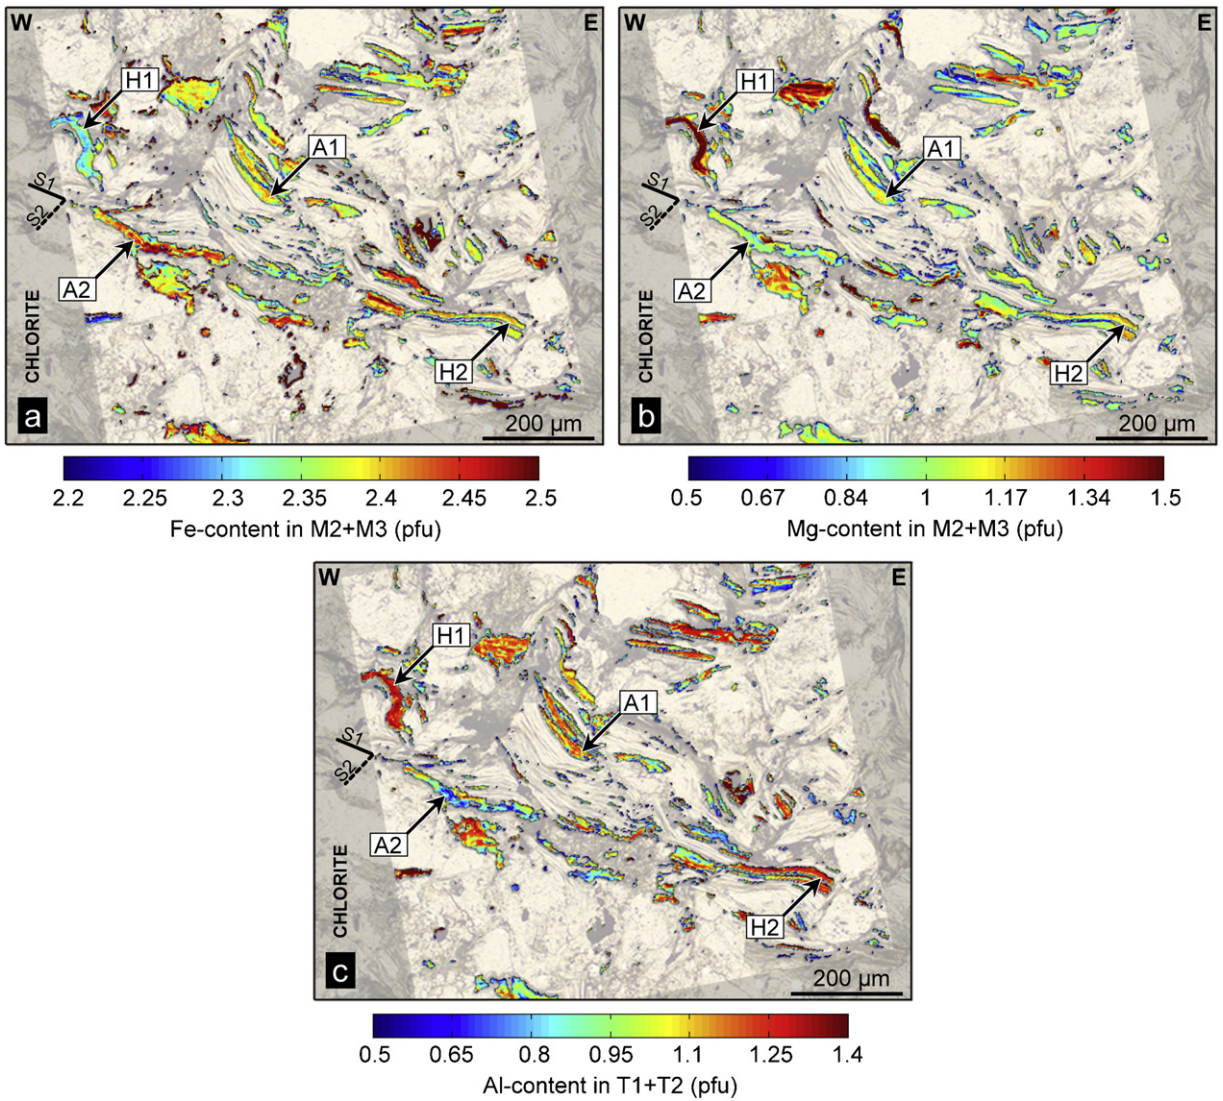 W
E
H1
A1
S1
S2
A2
H2
CHLORITE
a
200 μm
2.2 2.25 2.3 2.35 2.4 2.45 2.5
Fe-content in M2+M3 (pfu)
W
E
H1
A1
S1
S2
A2
H2
CHLORITE
b
200 μm
0.5 0.67 0.84 1 1.17 1.34 1.5
Mg-content in M2+M3 (pfu)
W
E
H1
A1
S1
S2
A2
H2
CHLORITE
c
200 μm
0.5 0.65 0.8 0.95 1.1 1.25 1.4
Al-content in T1+T2 (pfu)